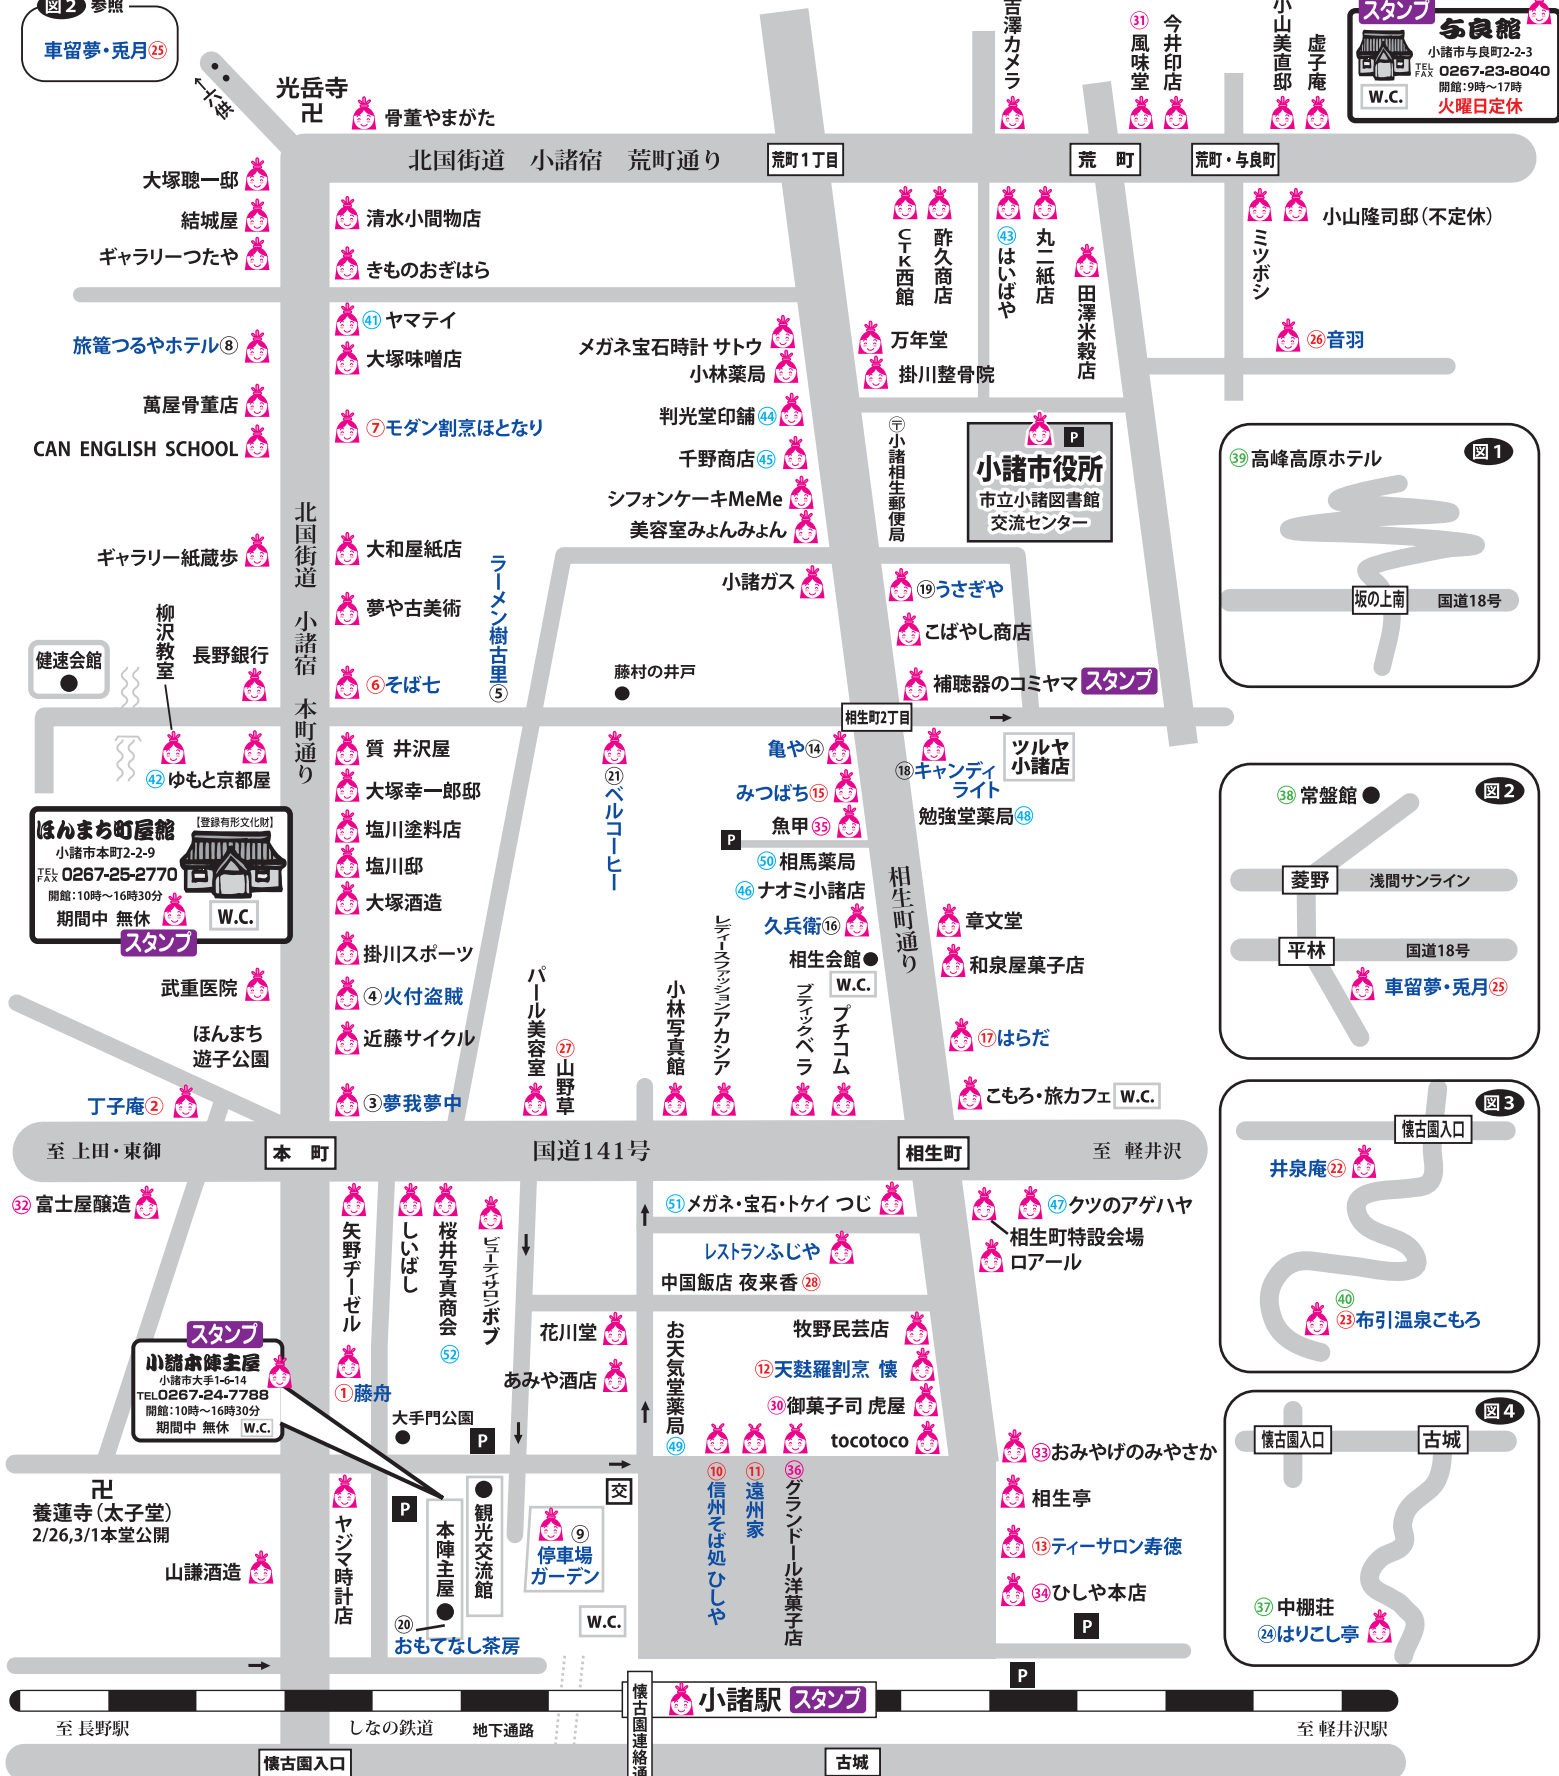 図2 参照
車留夢・兎月㉕
←六供
光岳寺
卍
骨董やまがた
吉澤カメラ
㉛風味堂
今井印店
小山美直邸
虚子庵
スタンプ
与良館
小諸市与良町2-2-3
TEL FAX 0267-23-8040
開館:9時〜17時
W.C.
火曜日定休
北国街道 小諸宿 荒町通り
荒町1丁目
荒 町
荒町・与良町
大塚聰一邸
結城屋
ギャラリーつたや
清水小間物店
きものおぎはら
CTK西館
酢久商店
㊸はいばや
丸二紙店
田澤米穀店
ミツボシ
小山隆司邸(不定休)
㉖音羽
旅篭つるやホテル⑧
㊶ヤマテイ
大塚味噌店
萬屋骨董店
CAN ENGLISH SCHOOL
⑦モダン割烹ほとなり
メガネ宝石時計 サトウ
小林薬局
判光堂印舗㊹
千野商店㊺
シフォンケーキMeMe
美容室みょんみょん
万年堂
掛川整骨院
〒小諸相生郵便局
P
小諸市役所
市立小諸図書館
交流センター
図1
㊴高峰高原ホテル
坂の上南
国道18号
北国街道 小諸宿 本町通り
ギャラリー紙蔵歩
大和屋紙店
夢や古美術
ラーメン樹古里⑤
小諸ガス
⑲うさぎや
こばやし商店
柳沢教室
長野銀行
健速会館
⑥そば七
藤村の井戸
補聴器のコミヤマ スタンプ
相生町2丁目
→
㊷ゆもと京都屋
質 井沢屋
大塚幸一郎邸
塩川塗料店
塩川邸
大塚酒造
掛川スポーツ
④火付盗賊
近藤サイクル
③夢我夢中
㉑ベルコーヒー
亀や⑭
みつばち⑮
魚甲㉟
P
㊿相馬薬局
㊻ナオミ小諸店
久兵衛⑯
相生会館
W.C.
⑱キャンディ
ライト
ツルヤ
小諸店
勉強堂薬局㊽
相生町通り
章文堂
和泉屋菓子店
⑰はらだ
こもろ・旅カフェ W.C.
図2
㊳常盤館
菱野
浅間サンライン
平林
国道18号
車留夢・兎月㉕
ほんまち町屋館
【登録有形文化財】
小諸市本町2-2-9
TEL FAX 0267-25-2770
開館:10時〜16時30分
期間中 無休
W.C.
スタンプ
武重医院
ほんまち
遊子公園
丁子庵②
パール美容室
㉗山野草
小林写真館
レディースファッションアカシア
ブティックベラ
プチコム
至 上田・東御
本 町
国道141号
相生町
至 軽井沢
図3
懐古園入口
井泉庵㉒
㊵
㉓布引温泉こもろ
㉜富士屋醸造
矢野ヂーゼル
しいばし
桜井写真商会㊾52
ビューティサロンボブ
↓
↑
51メガネ・宝石・トケイ つじ
レストランふじや
中国飯店 夜来香㉘
㊼クツのアゲハヤ
相生町特設会場
ロアール
スタンプ
小諸本陣主屋
小諸市大手1-6-14
TEL0267-24-7788
開館:10時〜16時30分
期間中 無休
W.C.
①藤舟
大手門公園
P
↓
↑
花川堂
あみや酒店
お天気堂薬局㊾
牧野民芸店
⑫天麩羅割烹 懐
㉚御菓子司 虎屋
tocotoco
図4
懐古園入口
古城
㊲中棚荘
㉔はりこし亭
卍
養蓮寺(太子堂)
2/26,3/1本堂公開
山謙酒造
ヤジマ時計店
P
本陣主屋
観光交流館
⑳
おもてなし茶房
→
交
⑨
停車場
ガーデン
W.C.
⑩信州そば処 ひしや
⑪遠州家
㊱グランドール洋菓子店
㉝おみやげのみやさか
相生亭
⑬ティーサロン寿徳
㉞ひしや本店
P
→
P
小諸駅 スタンプ
至 長野駅
しなの鉄道
地下通路
懐古園連絡通
至 軽井沢駅
懐古園入口
古城